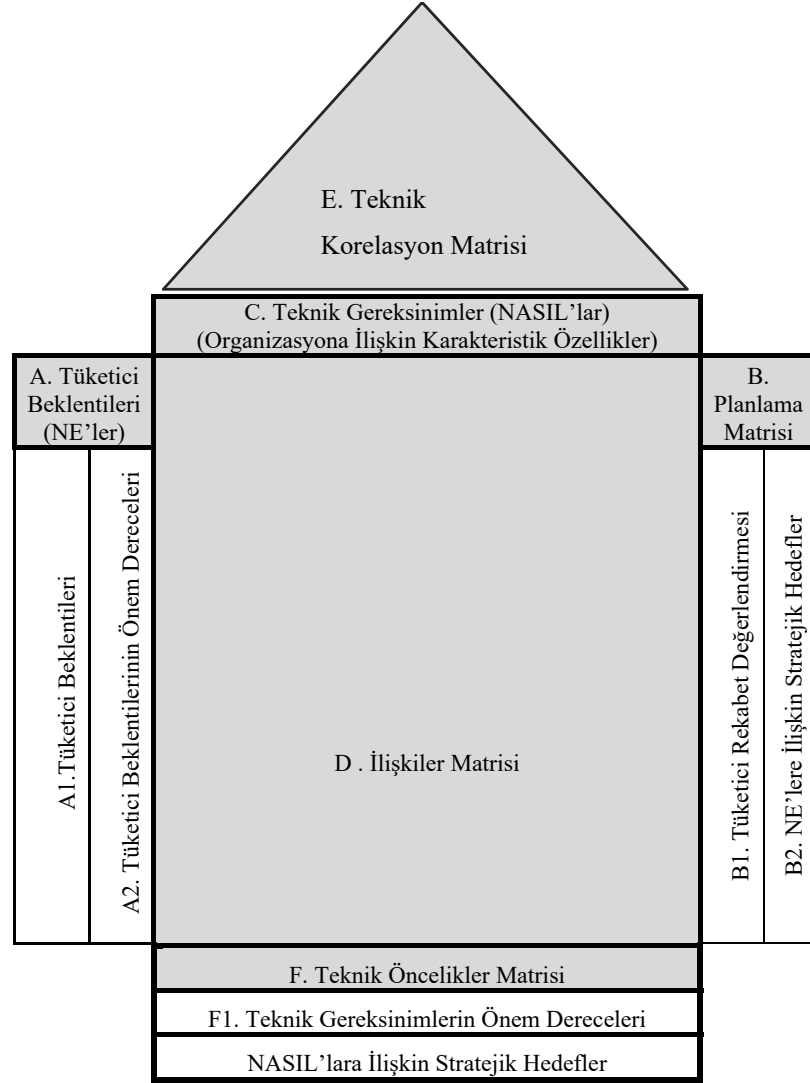 E. Teknik
Korelasyon Matrisi
C. Teknik Gereksinimler (NASIL’lar)
(Organizasyona İlişkin Karakteristik Özellikler)
A. Tüketici
Beklentileri
(NE’ler)
B.
Planlama
Matrisi
A1.Tüketici Beklentileri
A2. Tüketici Beklentilerinin Önem Dereceleri
D . İlişkiler Matrisi
B1. Tüketici Rekabet Değerlendirmesi
B2. NE’lere İlişkin Stratejik Hedefler
F. Teknik Öncelikler Matrisi
F1. Teknik Gereksinimlerin Önem Dereceleri
NASIL’lara İlişkin Stratejik Hedefler